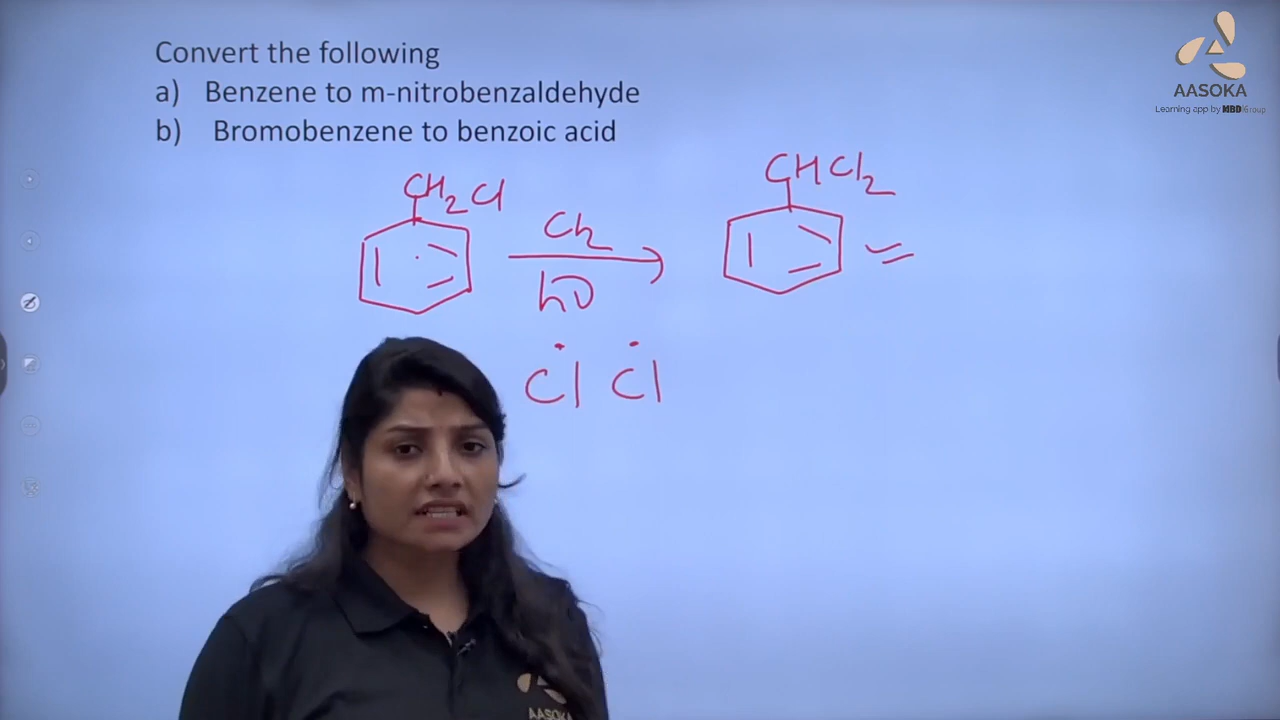 Convert the following
a) Benzene to m-nitrobenzaldehyde
b) Bromobenzene to benzoic acid
AASOKA
Learning app by MBD Group
CH2Cl
Cl2
hν
CHCl2
Cl Cl
AASOKA